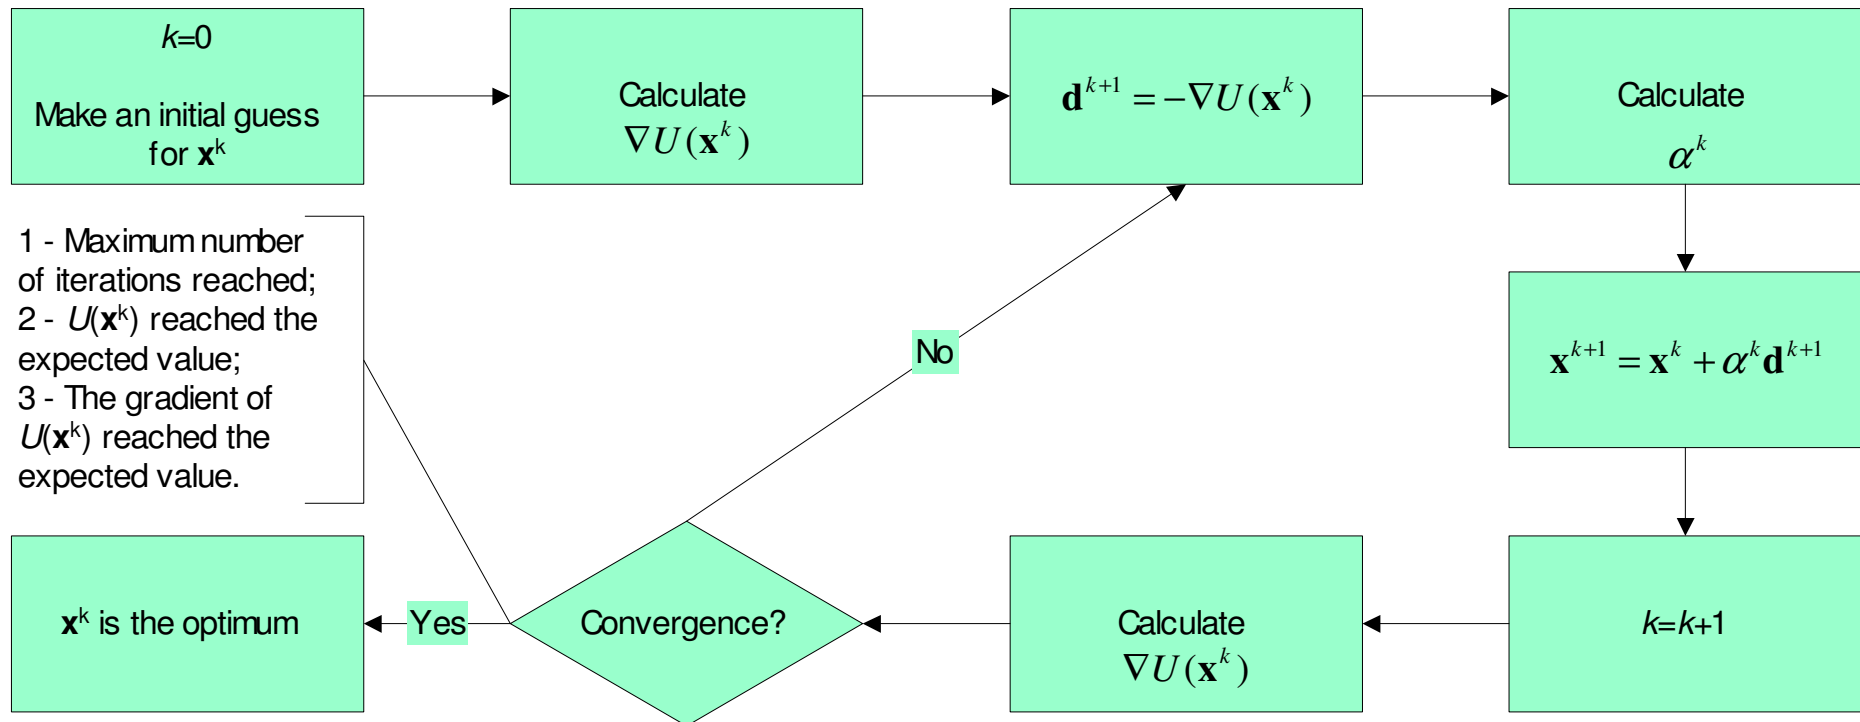 k=0
Make an initial guess
for x^k
Calculate
∇U(x^k)
d^{k+1} = −∇U(x^k)
Calculate
α^k
1 - Maximum number
of iterations reached;
2 - U(x^k) reached the
expected value;
3 - The gradient of
U(x^k) reached the
expected value.
No
x^{k+1} = x^k + α^k d^{k+1}
x^k is the optimum
Yes
Convergence?
Calculate
∇U(x^k)
k=k+1